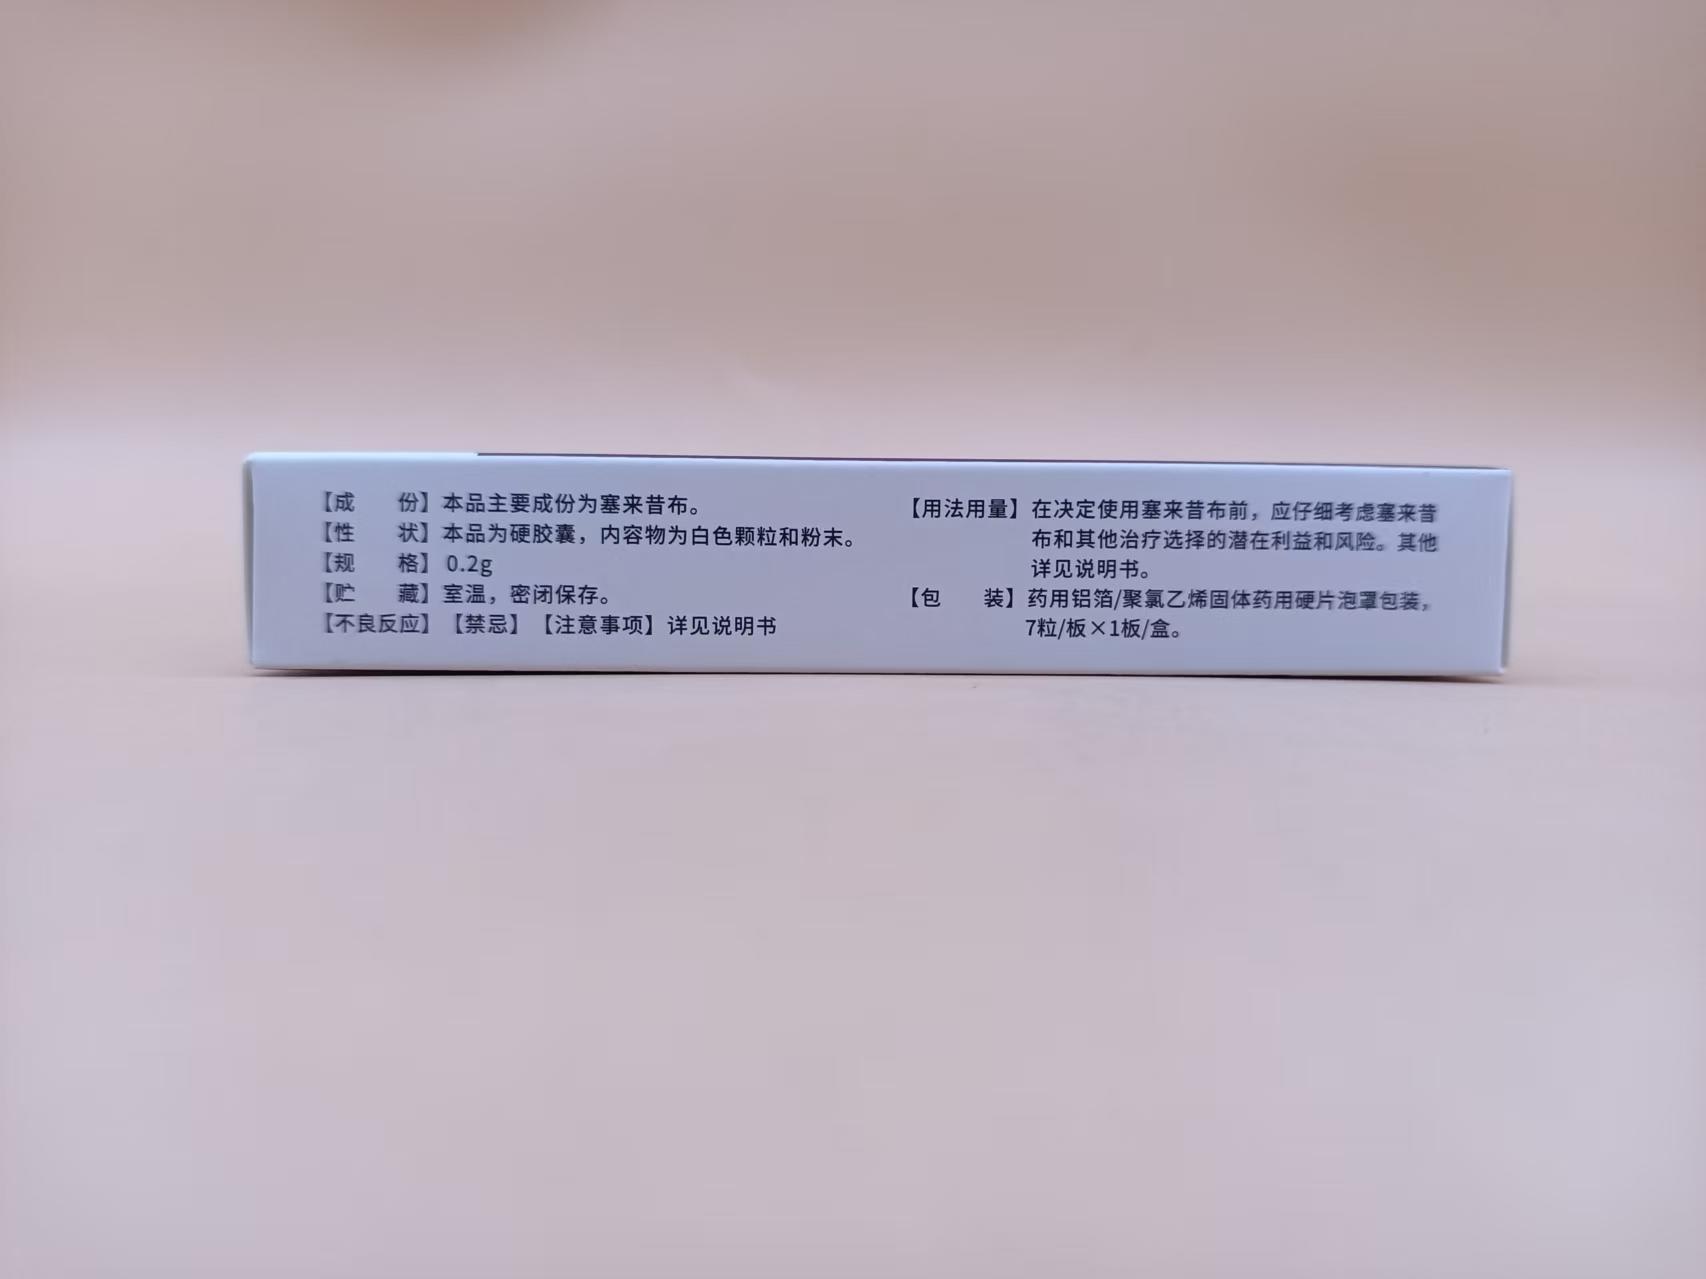 【成 份】本品主要成份为塞来昔布。
【性 状】本品为硬胶囊，内容物为白色颗粒和粉末。
【规 格】0.2g
【贮 藏】室温，密闭保存。
【不良反应】【禁忌】【注意事项】详见说明书
【用法用量】在决定使用塞来昔布前，应仔细考虑塞来昔
布和其他治疗选择的潜在利益和风险。其他
详见说明书。
【包 装】药用铝箔/聚氯乙烯固体药用硬片泡罩包装，
7粒/板×1板/盒。